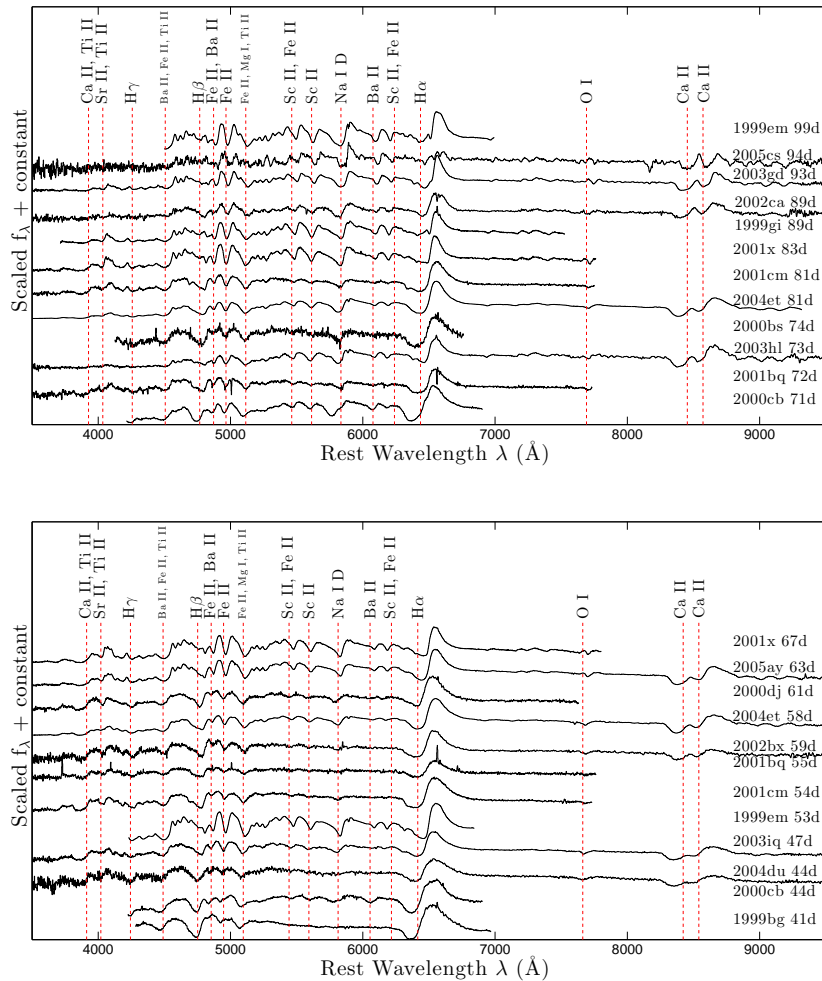 Ca II, Ti II
Sr II, Ti II
Hγ
Ba II, Fe II, Ti II
Hβ
Fe II, Ba II
Fe II
Fe II, Mg I, Ti II
Sc II, Fe II
Sc II
Na I D
Ba II
Sc II, Fe II
Hα
O I
Ca II
Ca II
1999em 99d
2005cs 94d
2003gd 93d
2002ca 89d
1999gi 89d
2001x 83d
2001cm 81d
2004et 81d
2000bs 74d
2003hl 73d
2001bq 72d
2000cb 71d
Scaled fλ + constant
4000 5000 6000 7000 8000 9000
Rest Wavelength λ (Å)
Ca II, Ti II
Sr II, Ti II
Hγ
Ba II, Fe II, Ti II
Hβ
Fe II, Ba II
Fe II
Fe II, Mg I, Ti II
Sc II, Fe II
Sc II
Na I D
Ba II
Sc II, Fe II
Hα
O I
Ca II
Ca II
2001x 67d
2005ay 63d
2000dj 61d
2004et 58d
2002bx 59d
2001bq 55d
2001cm 54d
1999em 53d
2003iq 47d
2004du 44d
2000cb 44d
1999bg 41d
Scaled fλ + constant
4000 5000 6000 7000 8000 9000
Rest Wavelength λ (Å)